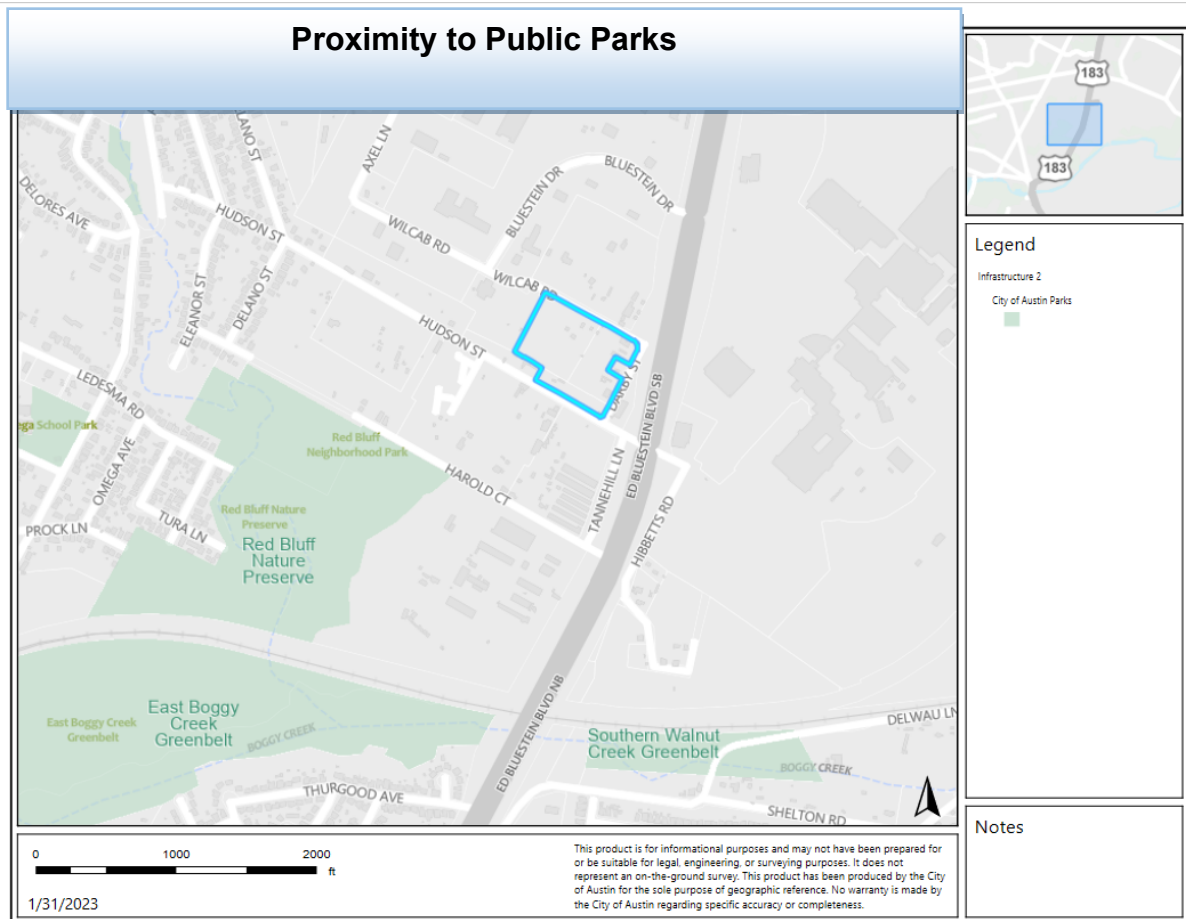 Proximity to Public Parks
183
183
Legend
Infrastructure 2
City of Austin Parks
Notes
DELANO ST
AXEL LN
BLUESTEIN DR
BLUESTEIN DR
DELORES AVE
HUDSON ST
WILCAB RD
WILCAB RD
ELEANOR ST
DELANO ST
HUDSON ST
DARBY ST
LEDESMA RD
ega School Park
OMEGA AVE
Red Bluff
Neighborhood Park
HAROLD CT
TANNEHILL LN
ED BLUESTEIN BLVD SB
HIBBETTS RD
PROCK LN
TURA LN
Red Bluff Nature
Preserve
Red Bluff
Nature
Preserve
East Boggy Creek
Greenbelt
East Boggy
Creek
Greenbelt
BOGGY CREEK
ED BLUESTEIN BLVD NB
Southern Walnut
Creek Greenbelt
DELWAU LN
BOGGY CREEK
THURGOOD AVE
SHELTON RD
0 1000 2000
ft
1/31/2023
This product is for informational purposes and may not have been prepared for
or be suitable for legal, engineering, or surveying purposes. It does not
represent an on-the-ground survey. This product has been produced by the City
of Austin for the sole purpose of geographic reference. No warranty is made by
the City of Austin regarding specific accuracy or completeness.